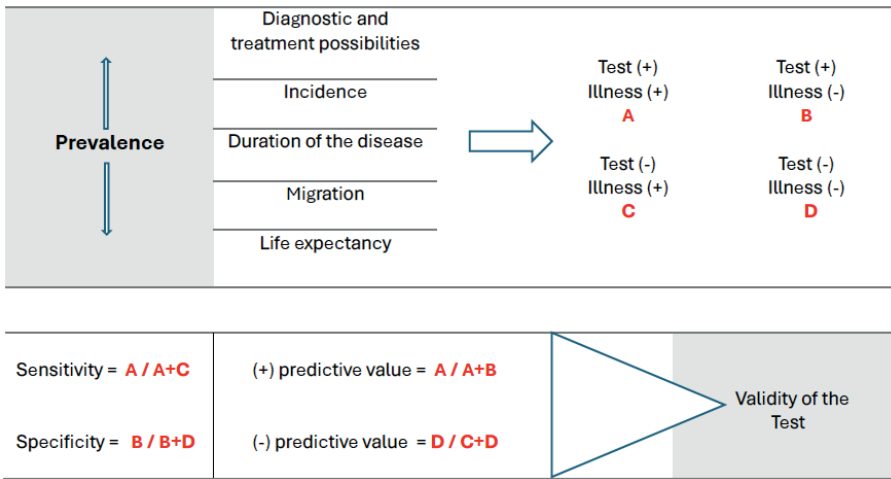 Prevalence
Diagnostic and
treatment possibilities
Incidence
Duration of the disease
Migration
Life expectancy
Test (+)
Illness (+)
A
Test (+)
Illness (-)
B
Test (-)
Illness (+)
C
Test (-)
Illness (-)
D
Sensitivity = A / A+C
(+) predictive value = A / A+B
Specificity = B / B+D
(-) predictive value = D / C+D
Validity of the
Test